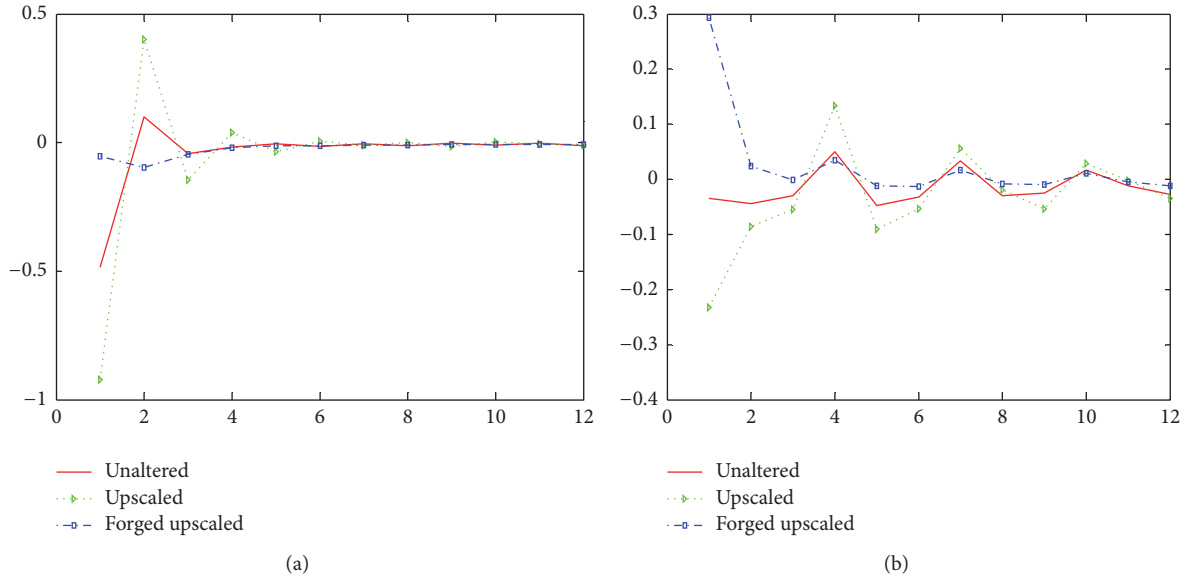 0.5
0
−0.5
−1
0 2 4 6 8 10 12
Unaltered
Upscaled
Forged upscaled
(a)
0.3
0.2
0.1
0
−0.1
−0.2
−0.3
−0.4
0 2 4 6 8 10 12
Unaltered
Upscaled
Forged upscaled
(b)